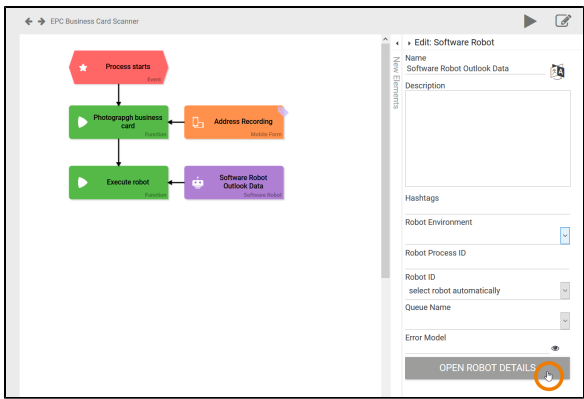 EPC Business Card Scanner
Process starts
Event
Photograpgh business
card
Function
Address Recording
Mobile Form
Execute robot
Function
Software Robot
Outlook Data
Software Robot
New Elements
Edit: Software Robot
Name
Software Robot Outlook Data
Description
Hashtags
Robot Environment
Robot Process ID
Robot ID
select robot automatically
Queue Name
Error Model
OPEN ROBOT DETAILS